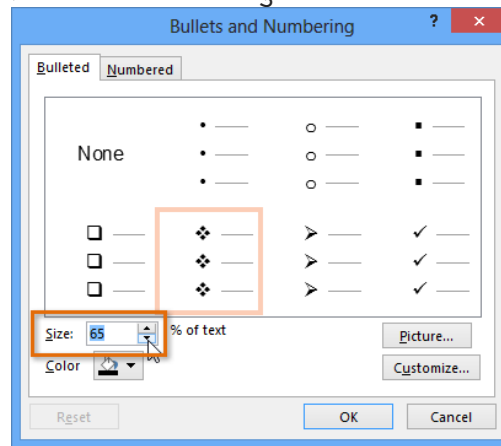 Bullets and Numbering ?
Bulleted Numbered
None
Size: 65 % of text
Picture...
Color
Customize...
Reset OK Cancel